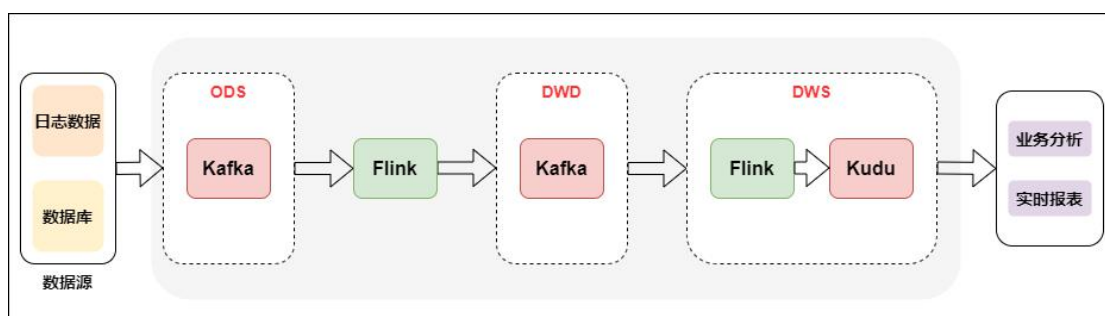 日志数据
数据库
数据源
ODS
Kafka
Flink
DWD
Kafka
DWS
Flink
Kudu
业务分析
实时报表